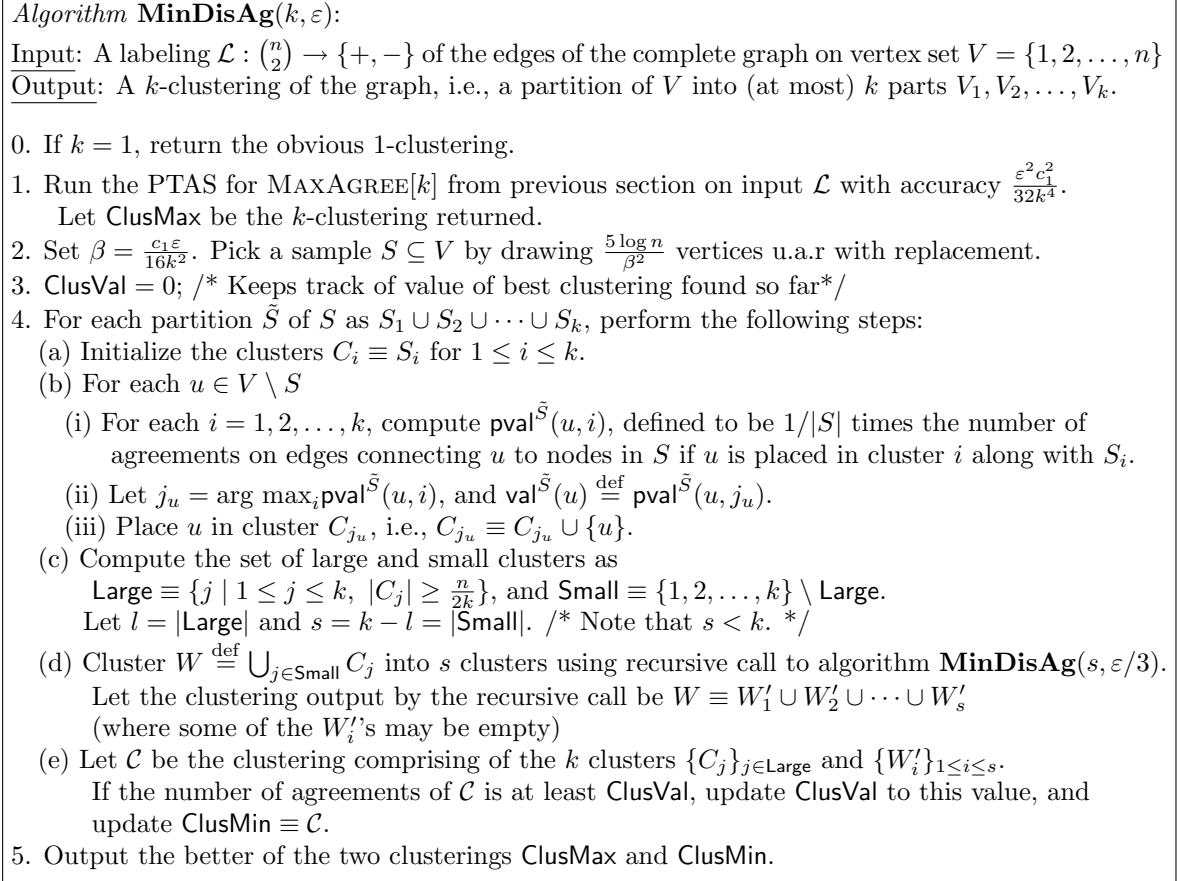 Algorithm MinDisAg(k, ε):
Input: A labeling ℒ : (n 2) → {+, −} of the edges of the complete graph on vertex set V = {1, 2, . . . , n}
Output: A k-clustering of the graph, i.e., a partition of V into (at most) k parts V₁, V₂, . . . , Vₖ.
0. If k = 1, return the obvious 1-clustering.
1. Run the PTAS for MAXAGREE[k] from previous section on input ℒ with accuracy ε²c₁²/32k⁴.
Let ClusMax be the k-clustering returned.
2. Set β = c₁ε/16k². Pick a sample S ⊆ V by drawing 5 log n/β² vertices u.a.r with replacement.
3. ClusVal = 0; /* Keeps track of value of best clustering found so far*/
4. For each partition S̃ of S as S₁ ∪ S₂ ∪ · · · ∪ Sₖ, perform the following steps:
(a) Initialize the clusters Cᵢ ≡ Sᵢ for 1 ≤ i ≤ k.
(b) For each u ∈ V \ S
(i) For each i = 1, 2, . . . , k, compute pval^S̃(u, i), defined to be 1/|S| times the number of
agreements on edges connecting u to nodes in S if u is placed in cluster i along with Sᵢ.
(ii) Let j_u = arg maxᵢpval^S̃(u, i), and val^S̃(u) def= pval^S̃(u, j_u).
(iii) Place u in cluster C_{j_u}, i.e., C_{j_u} ≡ C_{j_u} ∪ {u}.
(c) Compute the set of large and small clusters as
Large ≡ {j | 1 ≤ j ≤ k, |Cⱼ| ≥ n/2k}, and Small ≡ {1, 2, . . . , k} \ Large.
Let l = |Large| and s = k − l = |Small|. /* Note that s < k. */
(d) Cluster W def= ⋃_{j∈Small} Cⱼ into s clusters using recursive call to algorithm MinDisAg(s, ε/3).
Let the clustering output by the recursive call be W ≡ W′₁ ∪ W′₂ ∪ · · · ∪ W′ₛ
(where some of the W′ᵢ's may be empty)
(e) Let 𝒞 be the clustering comprising of the k clusters {Cⱼ}_{j∈Large} and {W′ᵢ}_{1≤i≤s}.
If the number of agreements of 𝒞 is at least ClusVal, update ClusVal to this value, and
update ClusMin ≡ 𝒞.
5. Output the better of the two clusterings ClusMax and ClusMin.